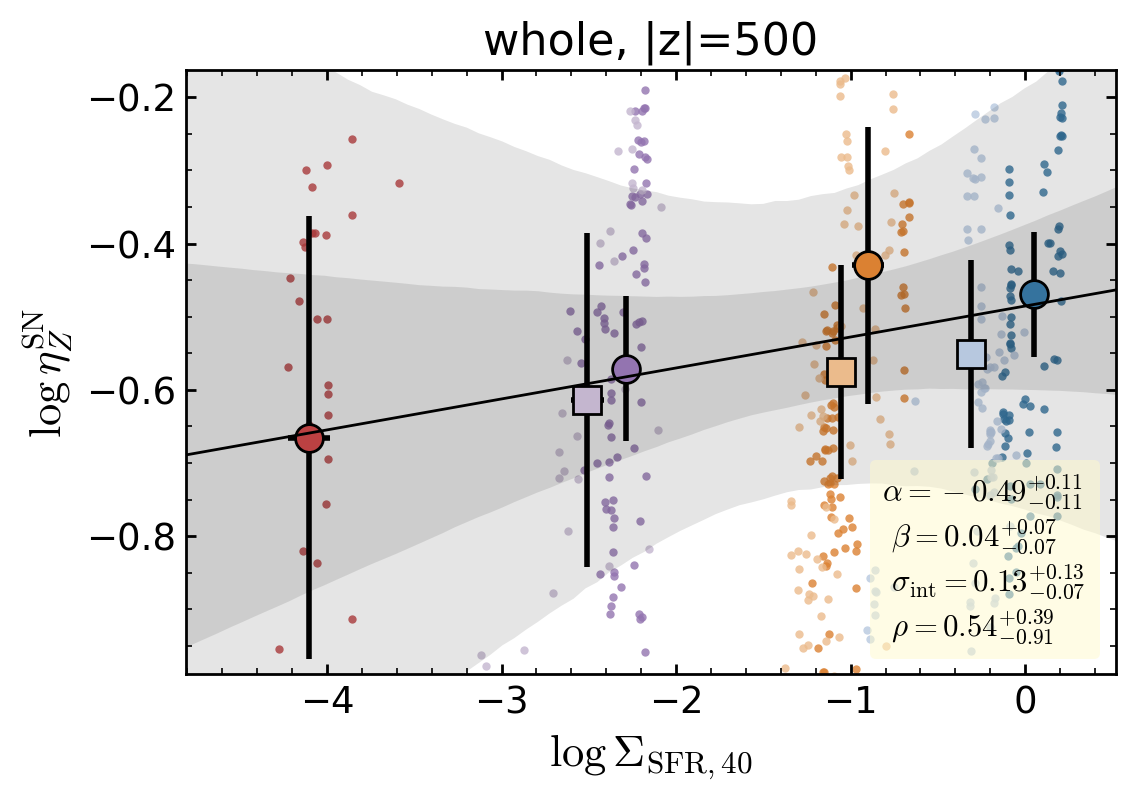 whole, |z|=500
−0.2
−0.4
−0.6
−0.8
log η_Z^SN
α = −0.49^{+0.11}_{−0.11}
β = 0.04^{+0.07}_{−0.07}
σ_int = 0.13^{+0.13}_{−0.07}
ρ = 0.54^{+0.39}_{−0.91}
−4 −3 −2 −1 0
log Σ_{SFR, 40}